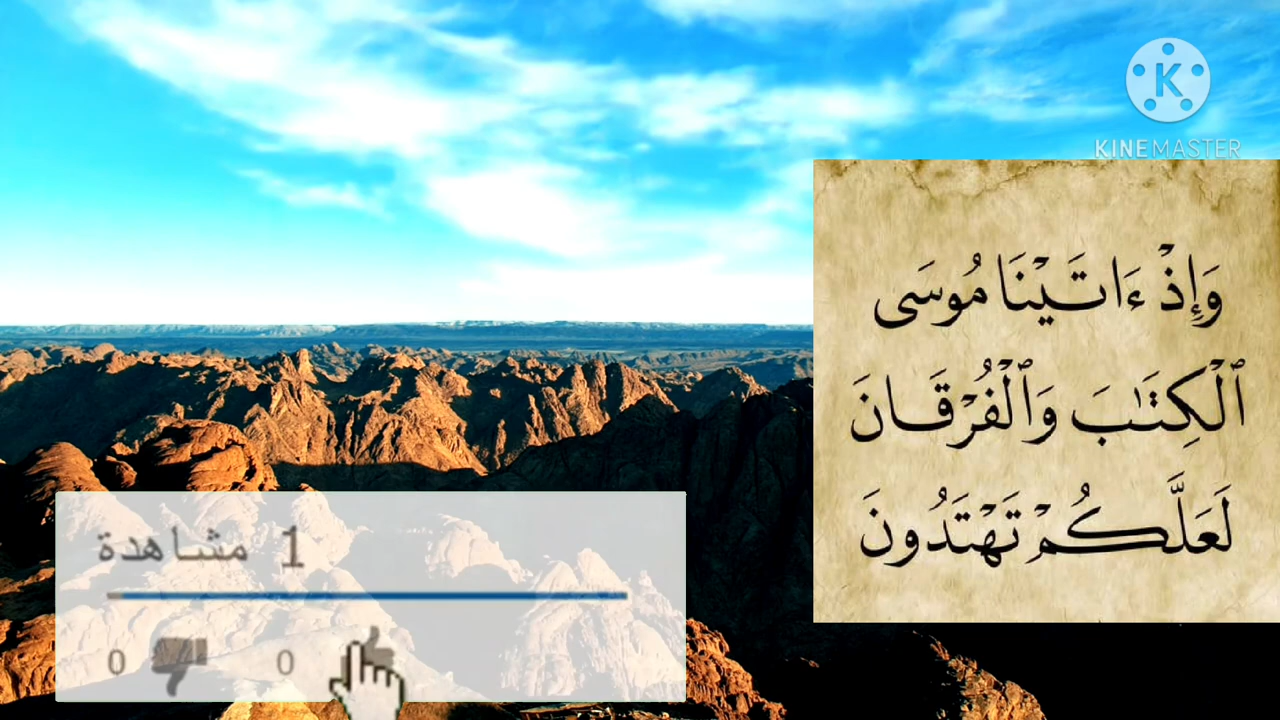 KINEMASTER
وَإِذْ ءَاتَيْنَا مُوسَى
ٱلْكِتَٰبَ وَٱلْفُرْقَانَ
لَعَلَّكُمْ تَهْتَدُونَ
1 مشاهدة
0 0